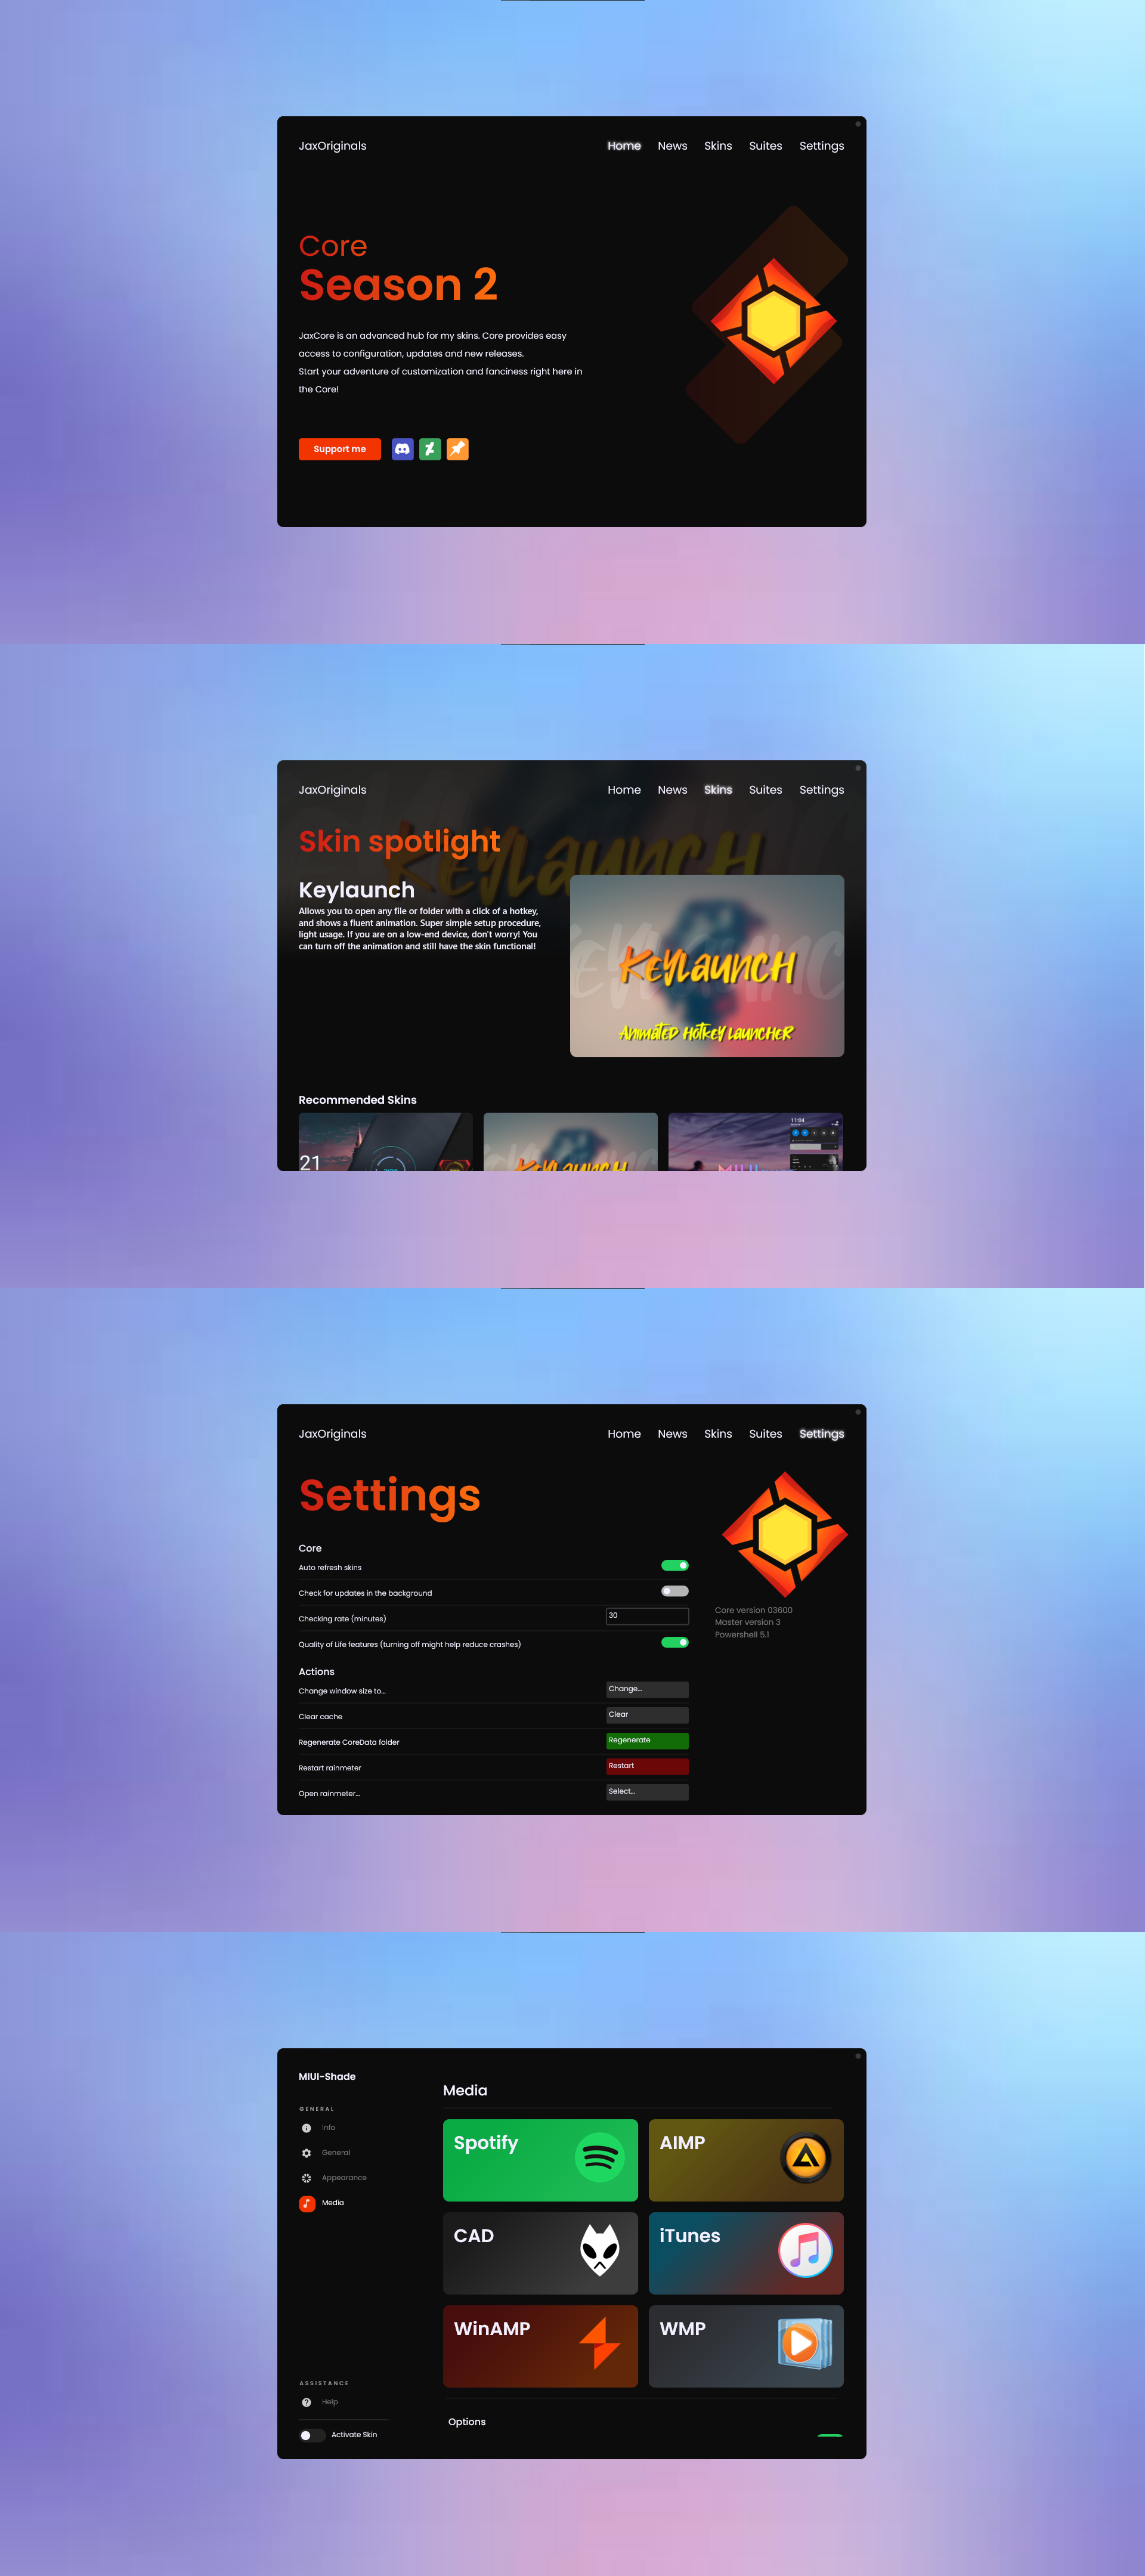 JaxOriginals
Home News Skins Suites Settings
Core
Season 2
JaxCore is an advanced hub for my skins. Core provides easy
access to configuration, updates and new releases.
Start your adventure of customization and fanciness right here in
the Core!
Support me
JaxOriginals
Home News Skins Suites Settings
Skin spotlight
Keylaunch
Allows you to open any file or folder with a click of a hotkey,
and shows a fluent animation. Super simple setup procedure,
light usage. If you are on a low-end device, don't worry! You
can turn off the animation and still have the skin functional!
KeyLaunch
Animated Hotkey Launcher
Recommended Skins
21
KeyLaunch
11:04
JaxOriginals
Home News Skins Suites Settings
Settings
Core
Auto refresh skins
Check for updates in the background
Checking rate (minutes) 30
Quality of Life features (turning off might help reduce crashes)
Actions
Change window size to... Change...
Clear cache Clear
Regenerate CoreData folder Regenerate
Restart rainmeter Restart
Open rainmeter... Select...
Core version 03600
Master version 3
Powershell 5.1
MIUI-Shade
GENERAL
Info
General
Appearance
Media
ASSISTANCE
Help
Activate Skin
Media
Spotify
AIMP
CAD
iTunes
WinAMP
WMP
Options